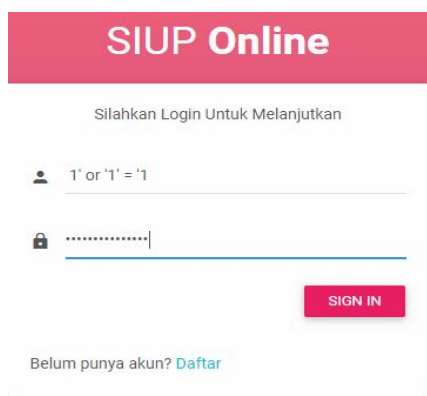 SIUP Online
Silahkan Login Untuk Melanjutkan
1' or '1' = '1
•••••••••••••••
SIGN IN
Belum punya akun? Daftar